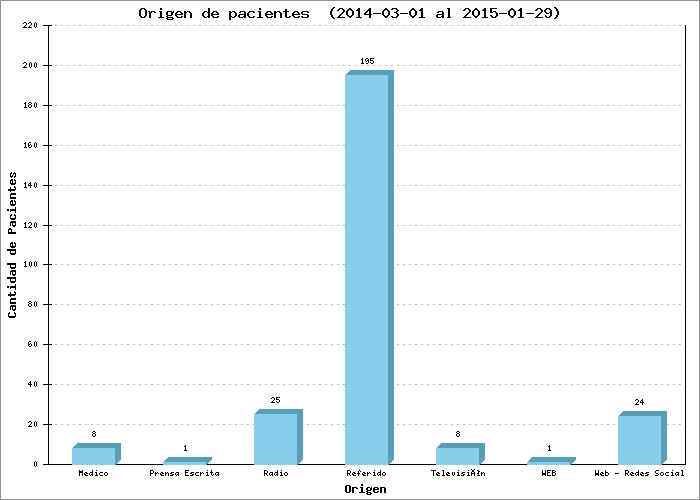 Origen de pacientes (2014-03-01 al 2015-01-29)
Cantidad de Pacientes
220
200
180
160
140
120
100
80
60
40
20
0
8
1
25
195
8
1
24
Medico
Prensa Escrita
Radio
Referido
TelevisiÃ³n
WEB
Web - Redes Social
Origen